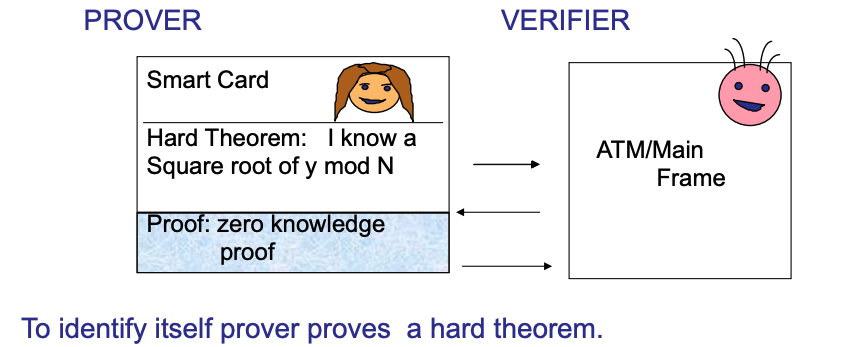 PROVER
VERIFIER
Smart Card
Hard Theorem: I know a
Square root of y mod N
Proof: zero knowledge
proof
ATM/Main
Frame
To identify itself prover proves a hard theorem.